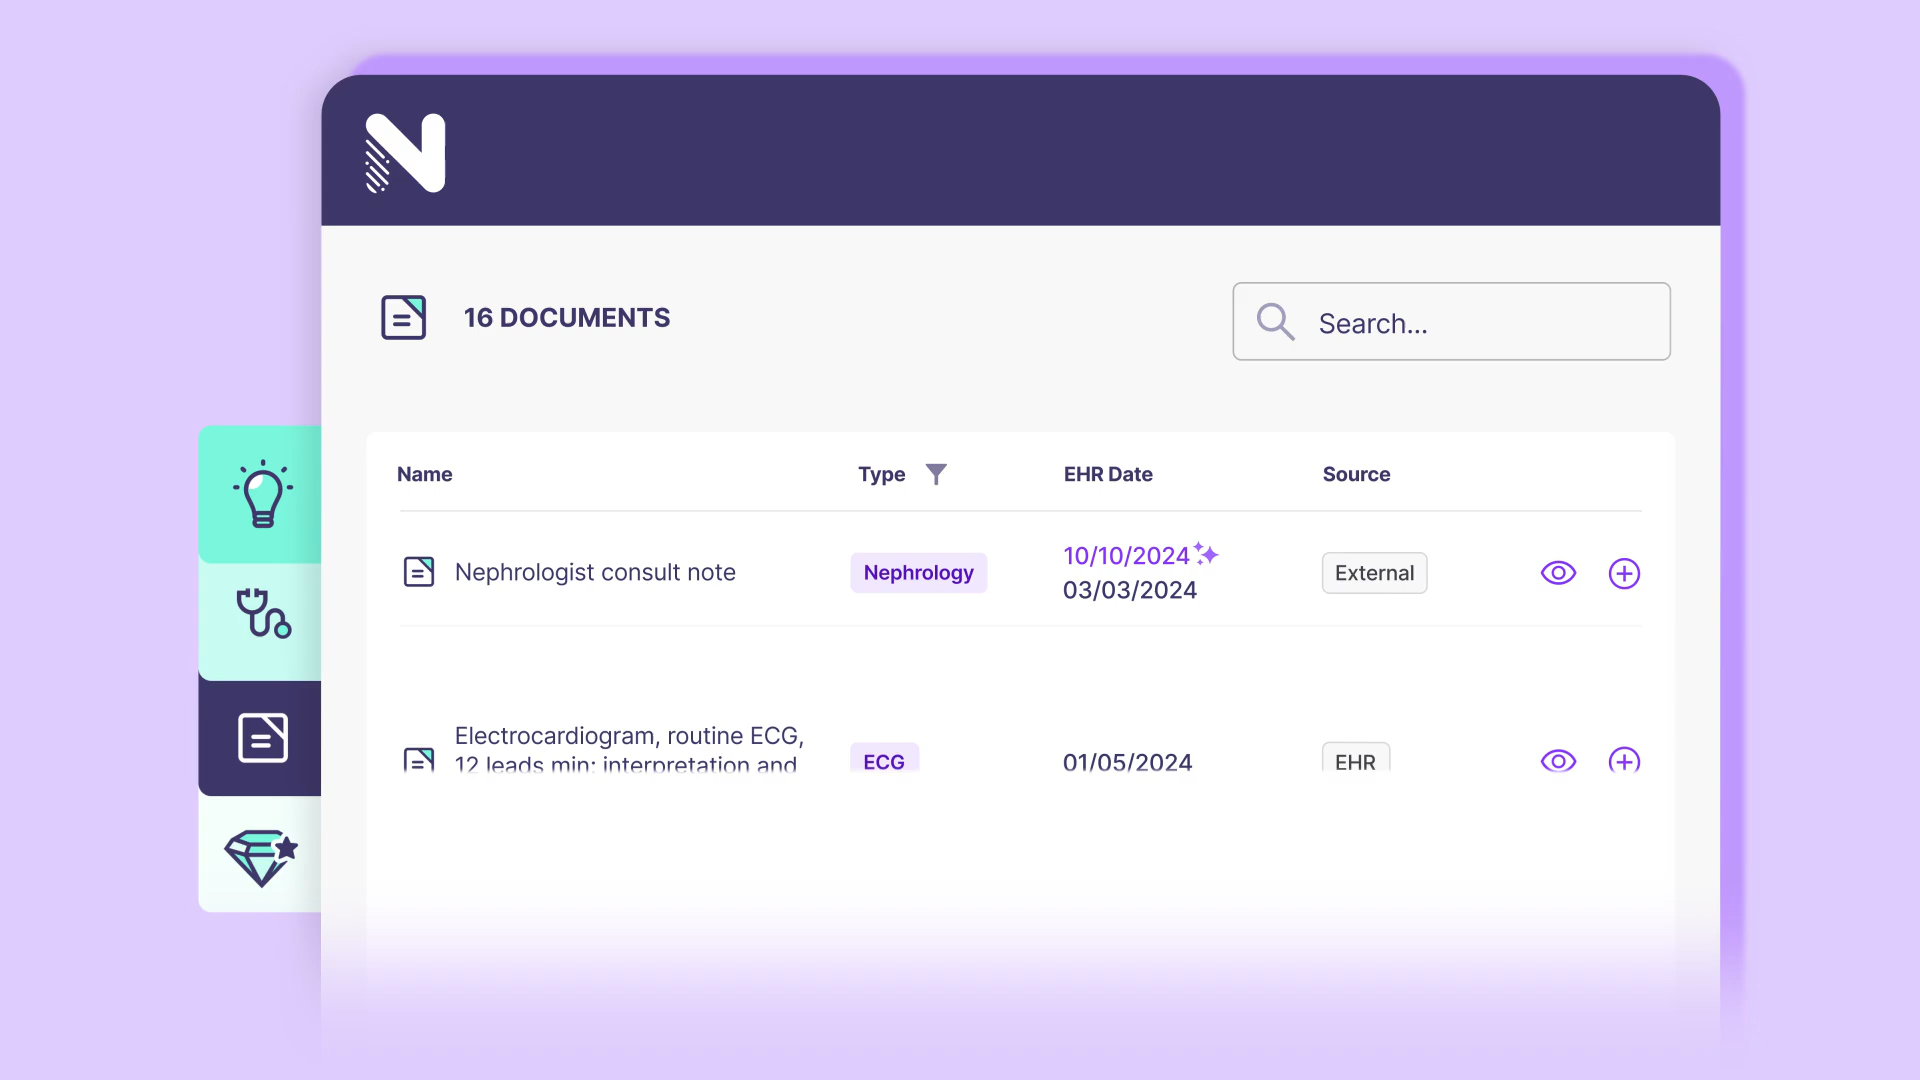 N
16 DOCUMENTS
Search...
Name Type EHR Date Source
Nephrologist consult note Nephrology 10/10/2024 External
03/03/2024
Electrocardiogram, routine ECG,
12 leads min; interpretation and ECG 01/05/2024 EHR